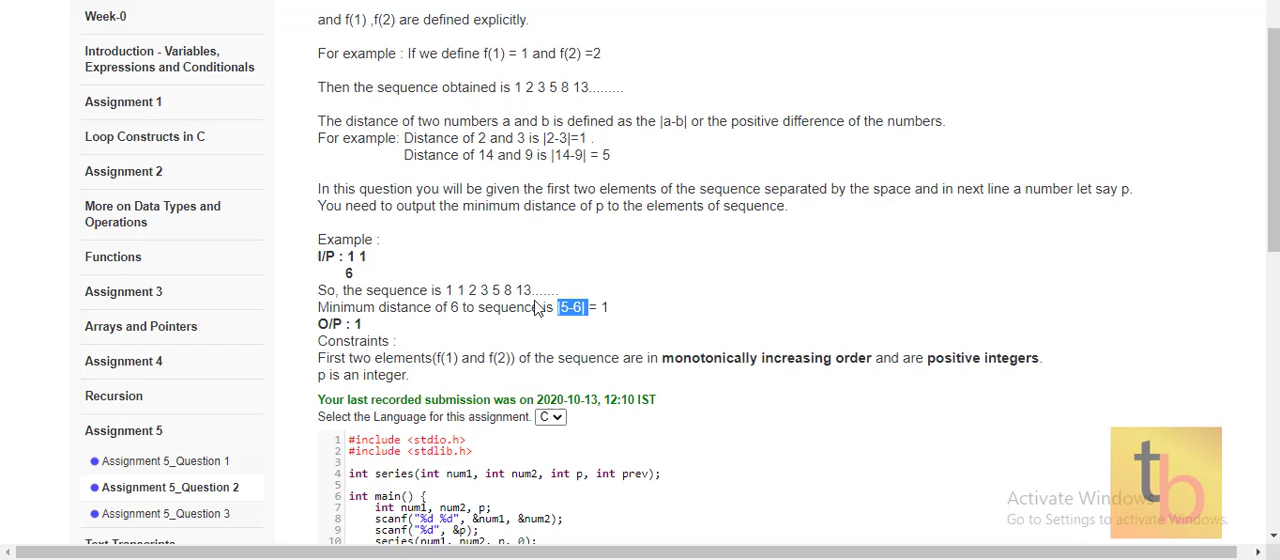 Week-0
Introduction - Variables,
Expressions and Conditionals
Assignment 1
Loop Constructs in C
Assignment 2
More on Data Types and
Operations
Functions
Assignment 3
Arrays and Pointers
Assignment 4
Recursion
Assignment 5
Assignment 5_Question 1
Assignment 5_Question 2
Assignment 5_Question 3
Text Transcripts
and f(1) ,f(2) are defined explicitly.
For example : If we define f(1) = 1 and f(2) =2
Then the sequence obtained is 1 2 3 5 8 13.........
The distance of two numbers a and b is defined as the |a-b| or the positive difference of the numbers.
For example: Distance of 2 and 3 is |2-3|=1 .
Distance of 14 and 9 is |14-9| = 5
In this question you will be given the first two elements of the sequence separated by the space and in next line a number let say p.
You need to output the minimum distance of p to the elements of sequence.
Example :
I/P : 1 1
6
So, the sequence is 1 1 2 3 5 8 13.......
Minimum distance of 6 to sequence is |5-6| = 1
O/P : 1
Constraints :
First two elements(f(1) and f(2)) of the sequence are in monotonically increasing order and are positive integers.
p is an integer.
Your last recorded submission was on 2020-10-13, 12:10 IST
Select the Language for this assignment. C
1 #include <stdio.h>
2 #include <stdlib.h>
3
4 int series(int num1, int num2, int p, int prev);
5
6 int main() {
7 int num1, num2, p;
8 scanf("%d %d", &num1, &num2);
9 scanf("%d", &p);
10 series(num1, num2, p, 0);
tb
Activate Windows
Go to Settings to activate Windows.